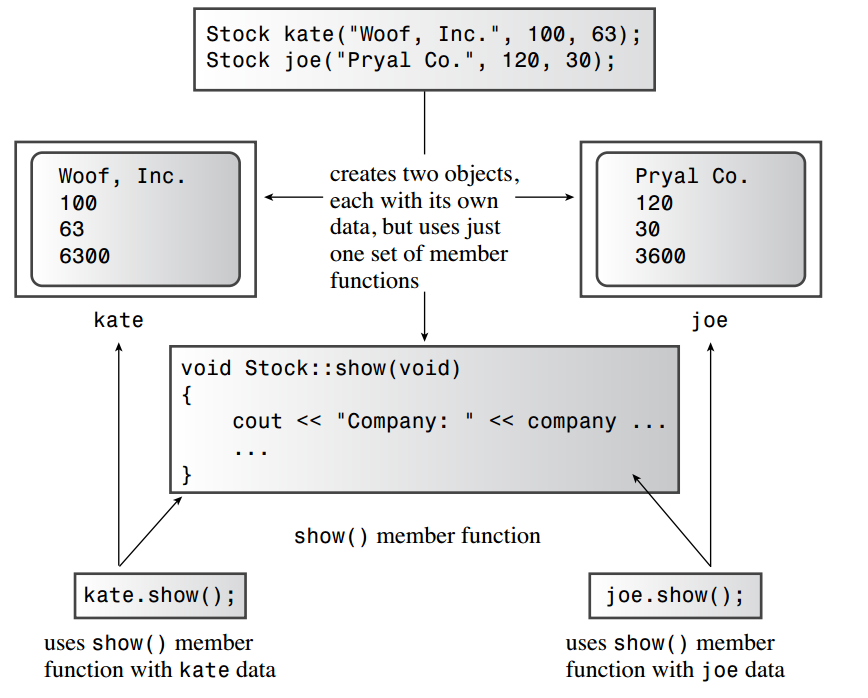 Stock kate("Woof, Inc.", 100, 63);
Stock joe("Pryal Co.", 120, 30);
Woof, Inc.
100
63
6300
kate
creates two objects,
each with its own
data, but uses just
one set of member
functions
Pryal Co.
120
30
3600
joe
void Stock::show(void)
{
    cout << "Company: " << company ...
    ...
}
show() member function
kate.show();
uses show() member
function with kate data
joe.show();
uses show() member
function with joe data